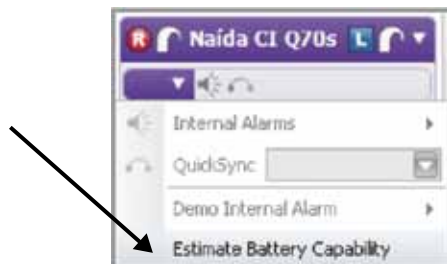 R Naída CI Q70s L
Internal Alarms
QuickSync
Demo Internal Alarm
Estimate Battery Capability